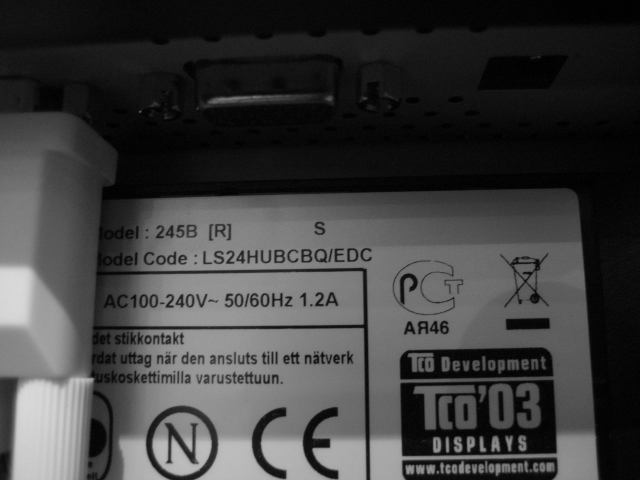 odel : 245B [R] S
odel Code : LS24HUBCBQ/EDC
AC100-240V~ 50/60Hz 1.2A
det stikkontakt
rdat uttag när den ansluts till ett nätverk
uskoskettimilla varustettuun.
PCT
AЯ46
N
CE
TCO Development
TCO'03
DISPLAYS
www.tcodevelopment.com